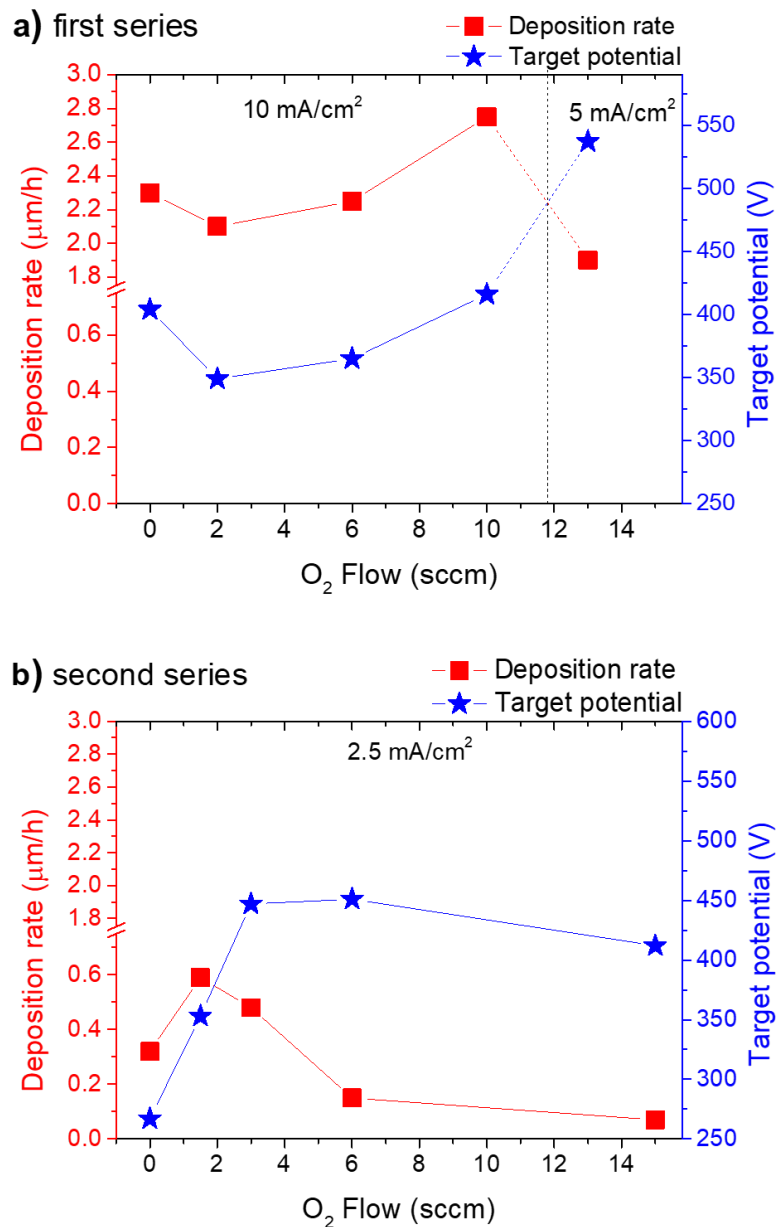 a) first series
Deposition rate
Target potential
10 mA/cm²
5 mA/cm²
3.0
2.8
2.6
2.4
2.2
2.0
1.8
0.6
0.4
0.2
0.0
Deposition rate (μm/h)
550
500
450
400
350
300
250
Target potential (V)
0 2 4 6 8 10 12 14
O₂ Flow (sccm)
b) second series
Deposition rate
Target potential
2.5 mA/cm²
3.0
2.8
2.6
2.4
2.2
2.0
1.8
0.6
0.4
0.2
0.0
Deposition rate (μm/h)
600
550
500
450
400
350
300
250
Target potential (V)
0 2 4 6 8 10 12 14
O₂ Flow (sccm)